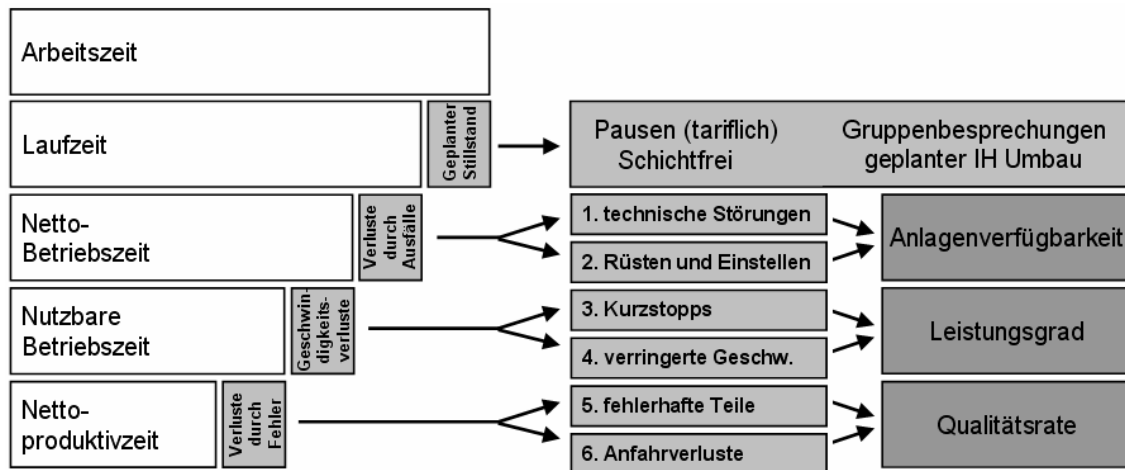 Arbeitszeit
Laufzeit
Geplanter
Stillstand
Pausen (tariflich)
Schichtfrei
Gruppenbesprechungen
geplanter IH Umbau
Netto-
Betriebszeit
Verluste
durch
Ausfälle
1. technische Störungen
2. Rüsten und Einstellen
Anlagenverfügbarkeit
Nutzbare
Betriebszeit
Geschwin-
digkeits-
verluste
3. Kurzstopps
4. verringerte Geschw.
Leistungsgrad
Netto-
produktivzeit
Verluste
durch
Fehler
5. fehlerhafte Teile
6. Anfahrverluste
Qualitätsrate